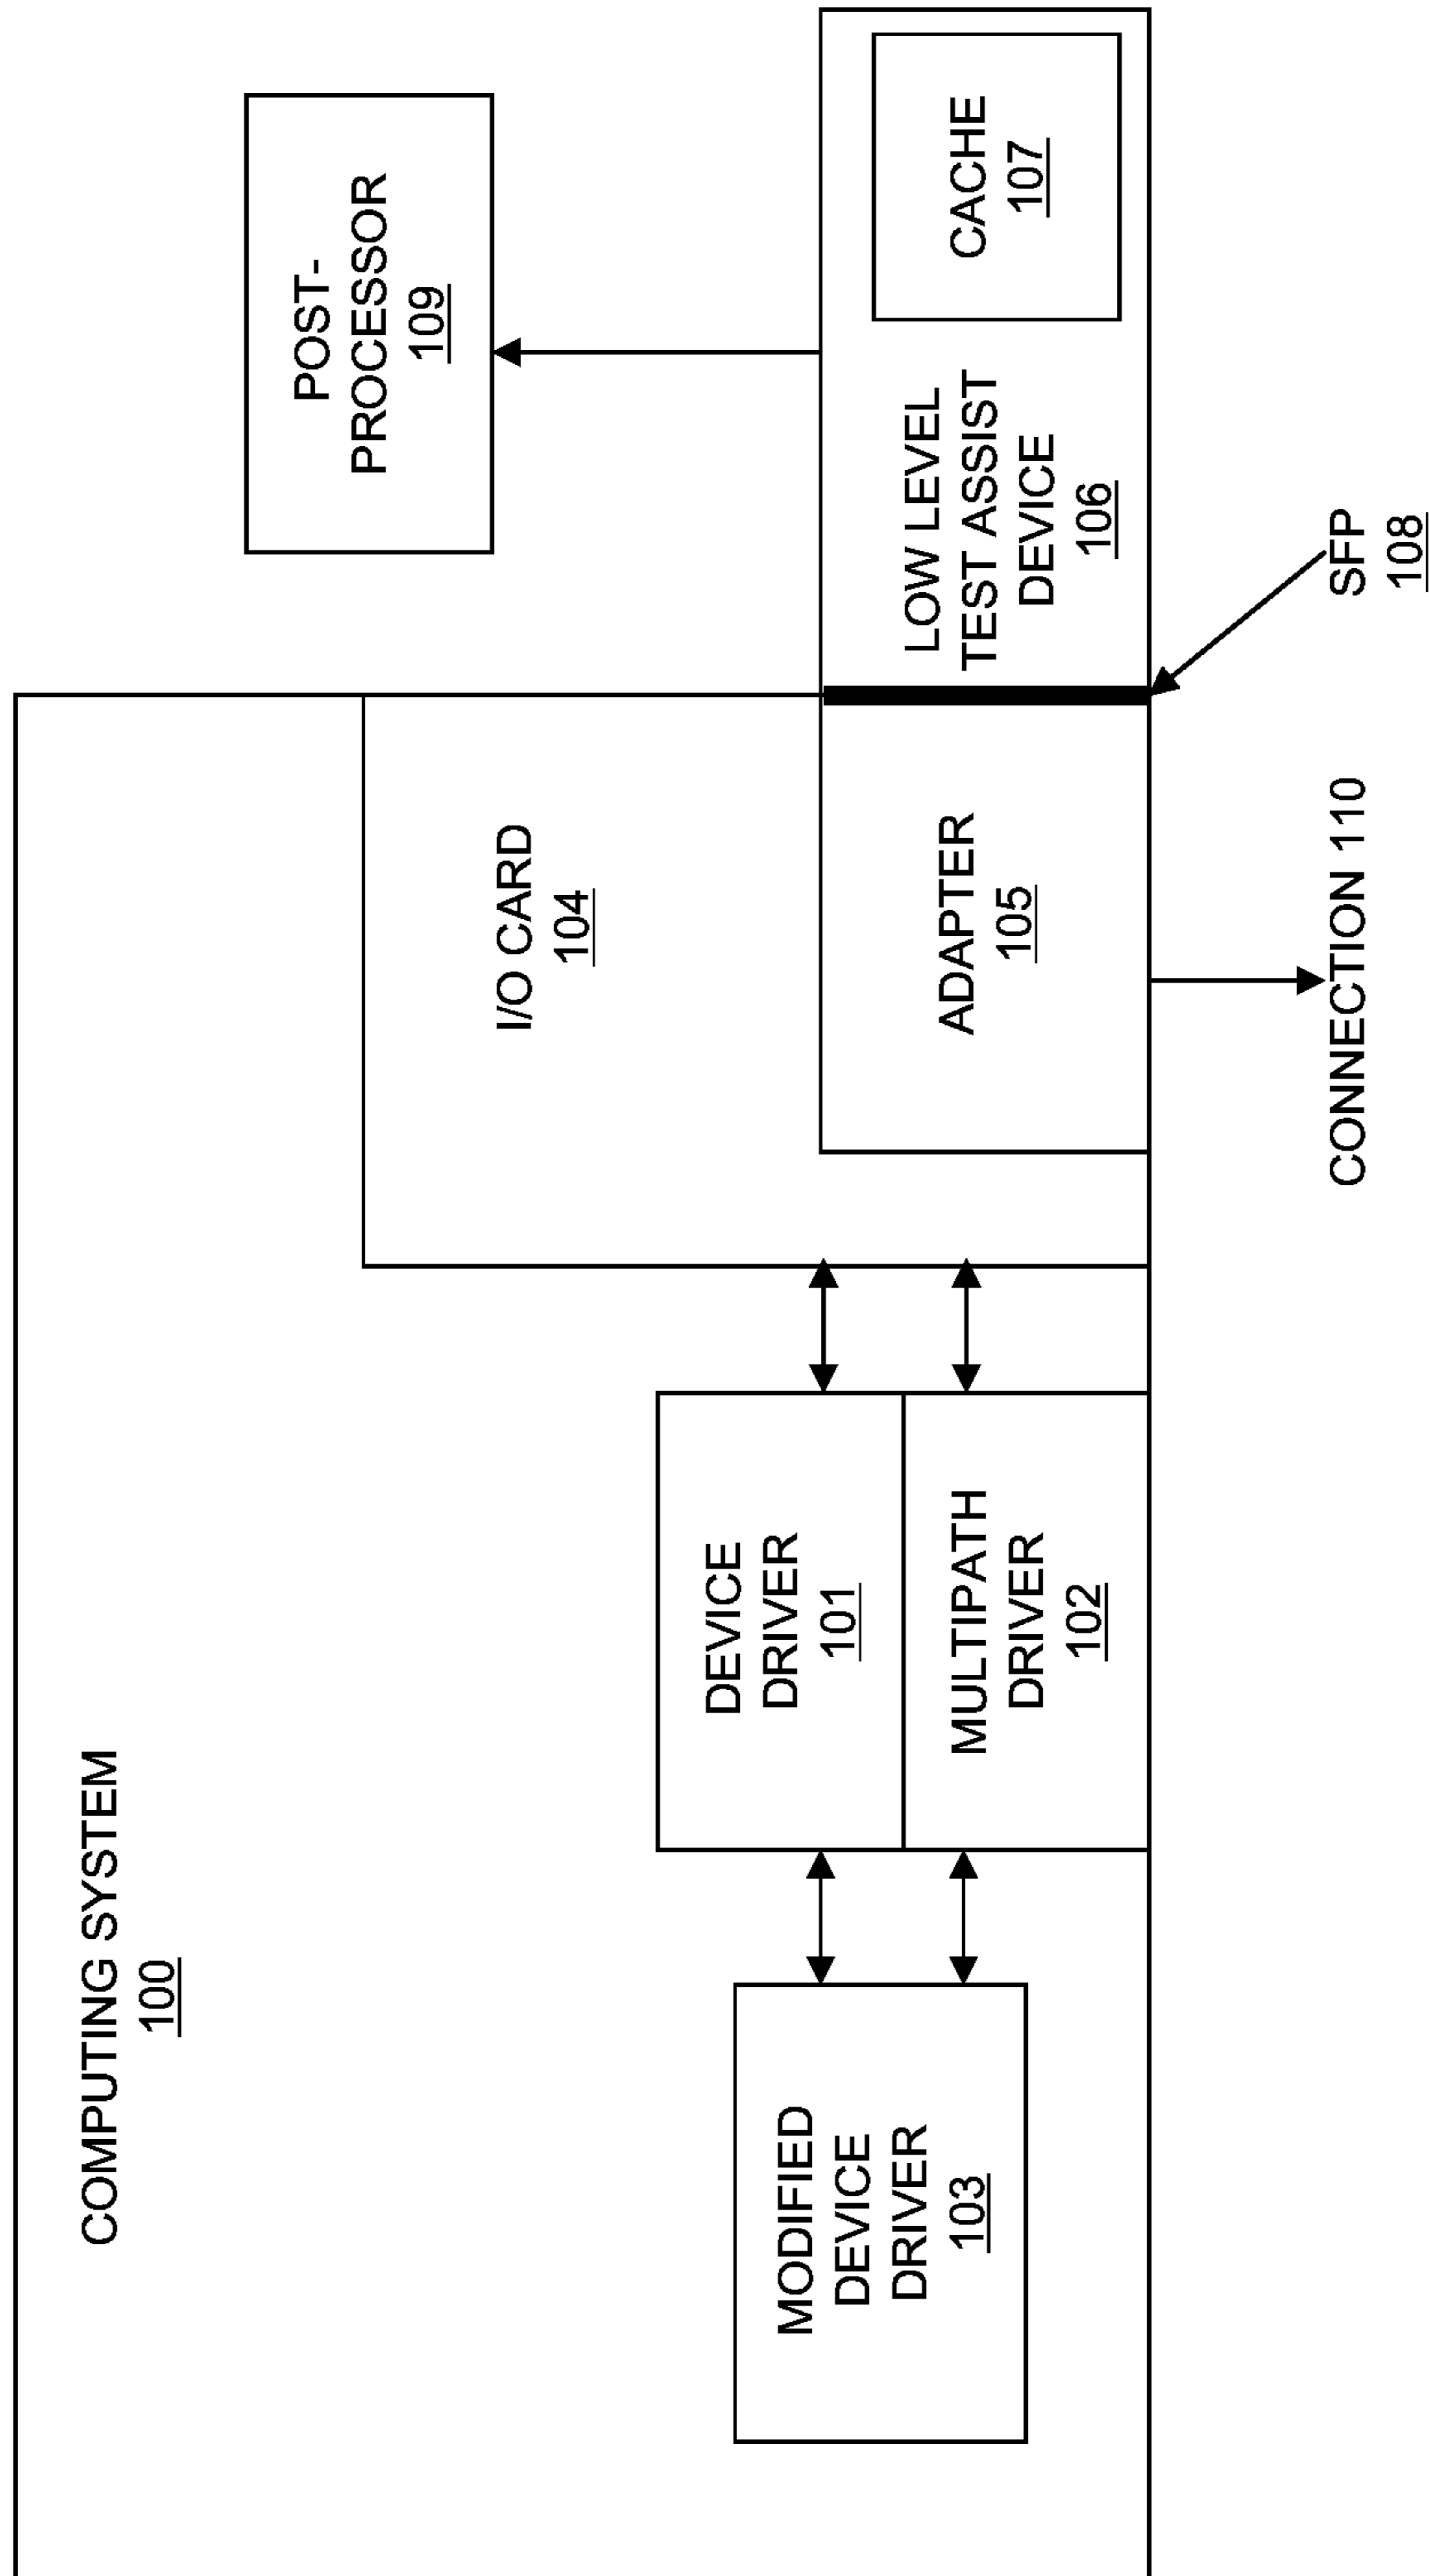 COMPUTING SYSTEM
100
MODIFIED
DEVICE
DRIVER
103
DEVICE
DRIVER
101
MULTIPATH
DRIVER
102
I/O CARD
104
ADAPTER
105
POST-
PROCESSOR
109
LOW LEVEL
TEST ASSIST
DEVICE
106
CACHE
107
SFP
108
CONNECTION 110